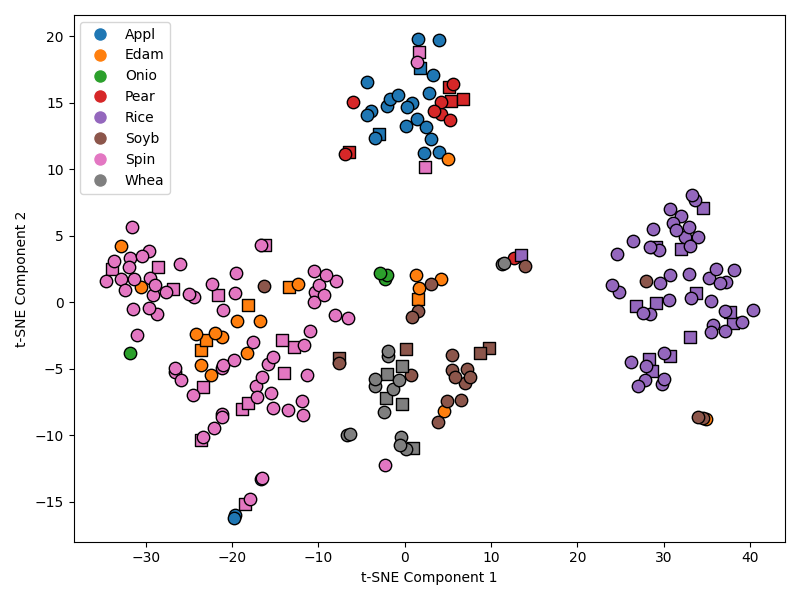 Appl
Edam
Onio
Pear
Rice
Soyb
Spin
Whea
20
15
10
5
0
−5
−10
−15
t-SNE Component 2
−30
−20
−10
0
10
20
30
40
t-SNE Component 1